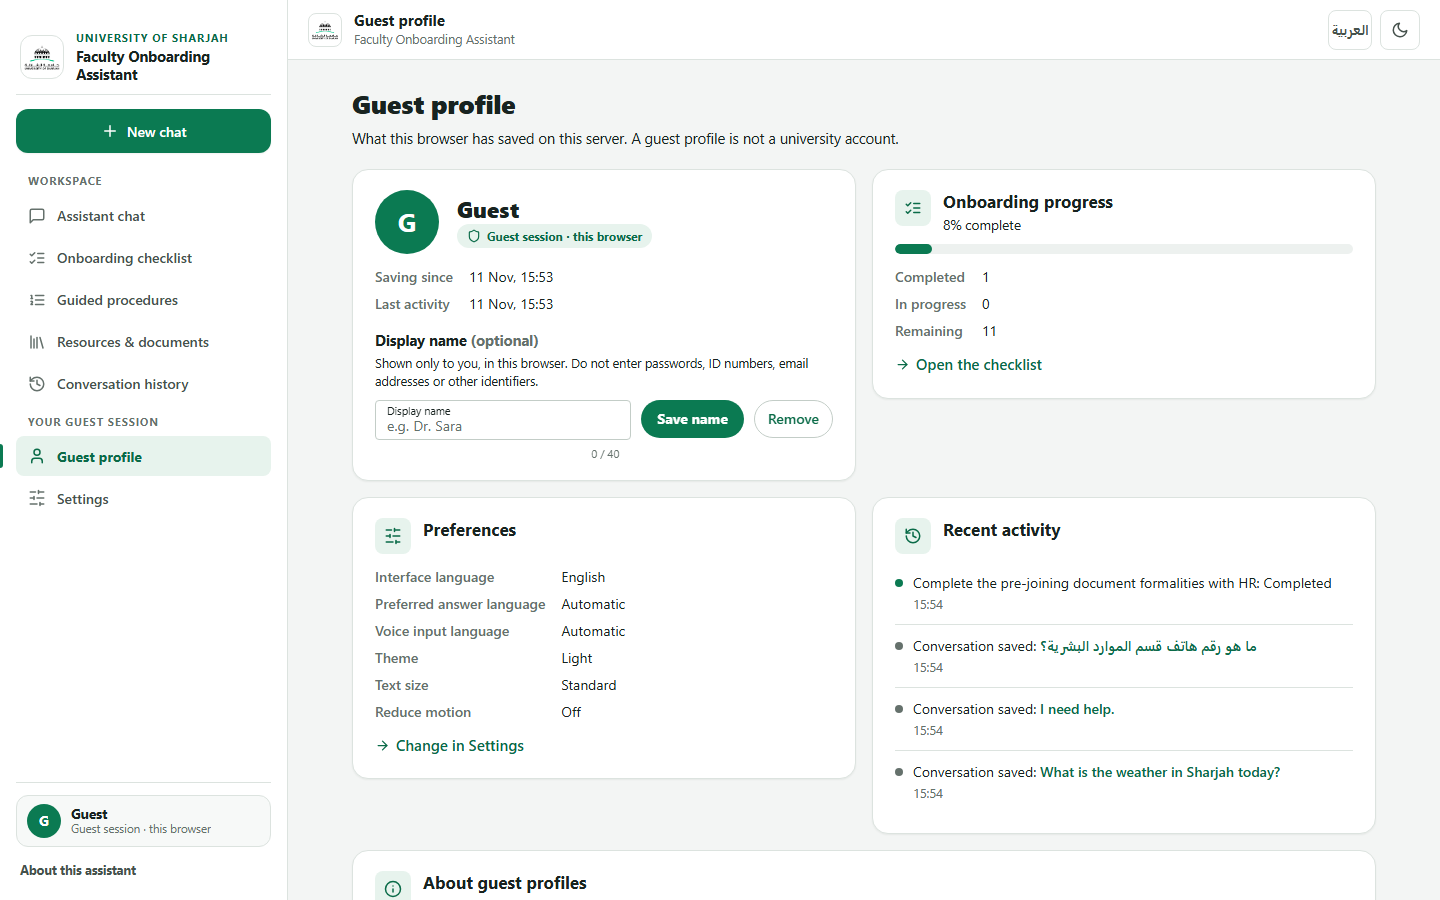 UNIVERSITY OF SHARJAH
Faculty Onboarding
Assistant
New chat
WORKSPACE
Assistant chat
Onboarding checklist
Guided procedures
Resources & documents
Conversation history
YOUR GUEST SESSION
Guest profile
Settings
G
Guest
Guest session · this browser
About this assistant
Guest profile
Faculty Onboarding Assistant
العربية
Guest profile
What this browser has saved on this server. A guest profile is not a university account.
G
Guest
Guest session · this browser
Saving since 11 Nov, 15:53
Last activity 11 Nov, 15:53
Display name (optional)
Shown only to you, in this browser. Do not enter passwords, ID numbers, email
addresses or other identifiers.
Display name
e.g. Dr. Sara
Save name
Remove
0 / 40
Onboarding progress
8% complete
Completed 1
In progress 0
Remaining 11
Open the checklist
Preferences
Interface language English
Preferred answer language Automatic
Voice input language Automatic
Theme Light
Text size Standard
Reduce motion Off
Change in Settings
Recent activity
Complete the pre-joining document formalities with HR: Completed
15:54
Conversation saved: ما هو رقم هاتف قسم الموارد البشرية؟
15:54
Conversation saved: I need help.
15:54
Conversation saved: What is the weather in Sharjah today?
15:54
About guest profiles